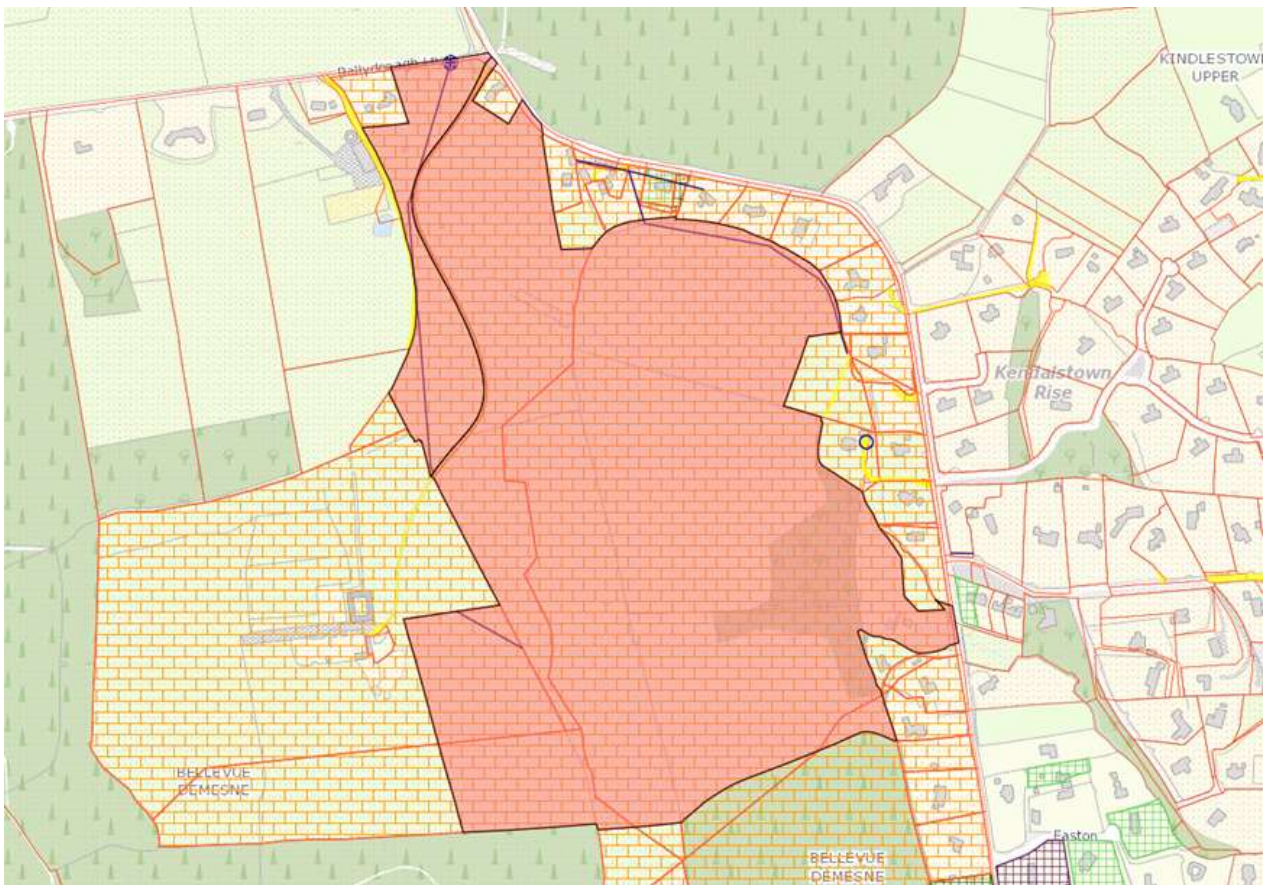 KINDLESTOWN
UPPER
Kendalstown
Rise
BELLEVUE
DEMESNE
Easton
BELLEVUE
DEMESNE